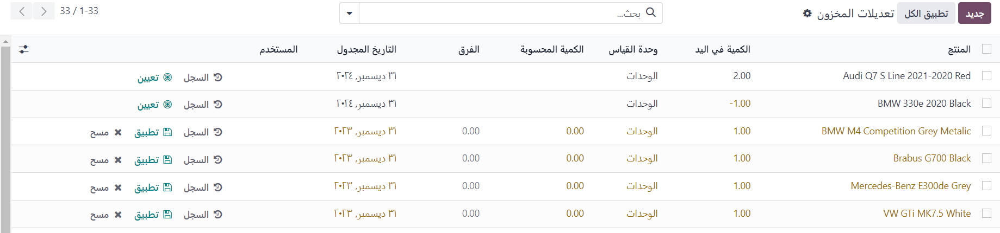 جديد تطبيق الكل تعديلات المخزون بحث... 33 / 1-33
المنتج الكمية في اليد وحدة القياس الكمية المحسوبة الفرق التاريخ المجدول المستخدم
Audi Q7 S Line 2021-2020 Red 2.00 الوحدات ٣١ ديسمبر, ٢٠٢٤ السجل تعيين
BMW 330e 2020 Black -1.00 الوحدات ٣١ ديسمبر, ٢٠٢٤ السجل تعيين
BMW M4 Competition Grey Metalic 1.00 الوحدات 0.00 0.00 ٣١ ديسمبر, ٢٠٢٣ السجل تطبيق مسح
Brabus G700 Black 1.00 الوحدات 0.00 0.00 ٣١ ديسمبر, ٢٠٢٣ السجل تطبيق مسح
Mercedes-Benz E300de Grey 1.00 الوحدات 0.00 0.00 ٣١ ديسمبر, ٢٠٢٣ السجل تطبيق مسح
VW GTi MK7.5 White 1.00 الوحدات 0.00 0.00 ٣١ ديسمبر, ٢٠٢٣ السجل تطبيق مسح